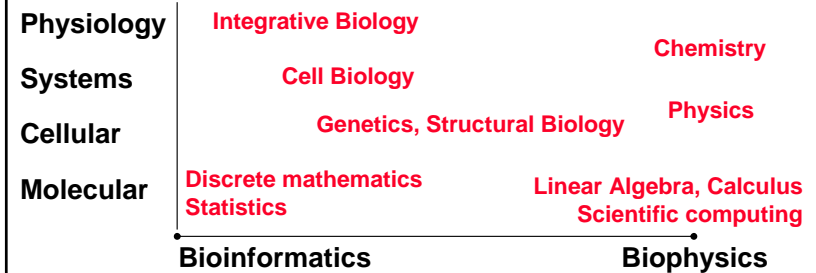 Physiology
Integrative Biology
Chemistry
Systems
Cell Biology
Physics
Cellular
Genetics, Structural Biology
Molecular
Discrete mathematics
Statistics
Linear Algebra, Calculus
Scientific computing
Bioinformatics
Biophysics